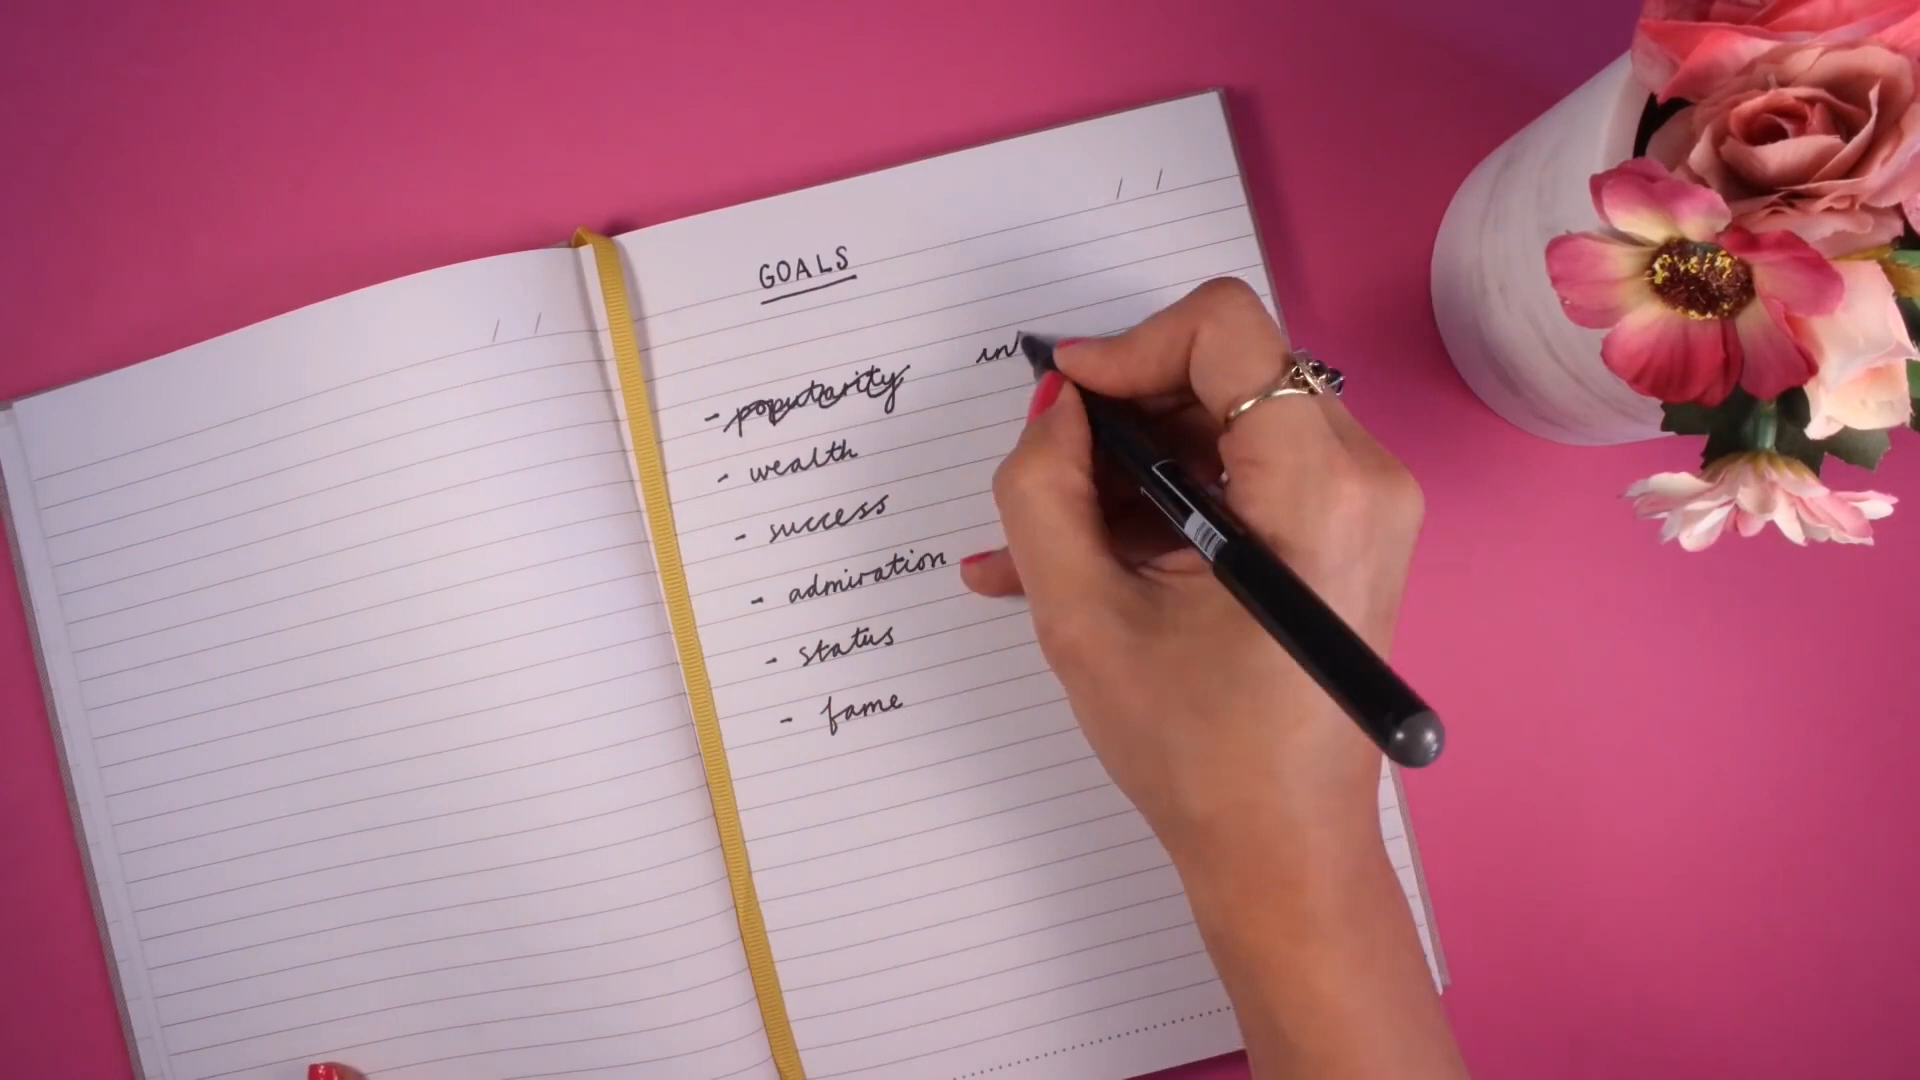 GOALS
- popularity in
- wealth
- success
- admiration
- status
- fame